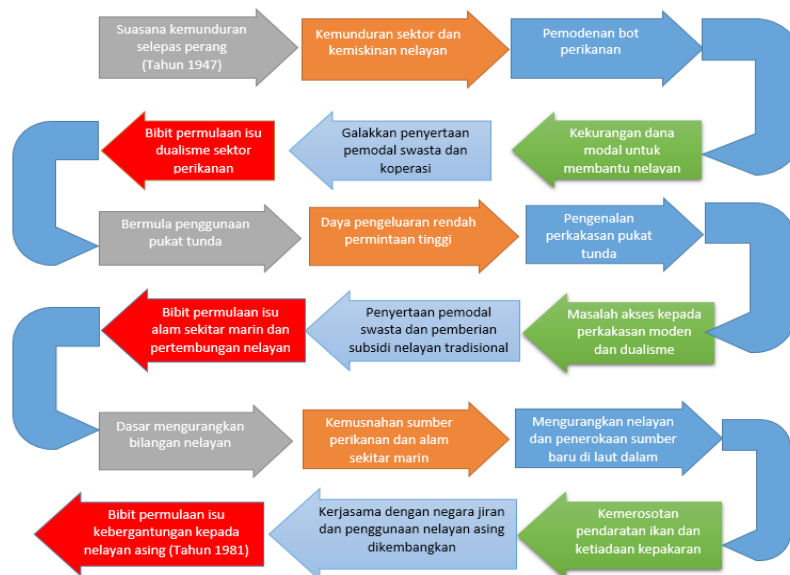 Suasana kemunduran
selepas perang
(Tahun 1947)
Kemunduran sektor dan
kemiskinan nelayan
Pemodenan bot
perikanan
Kekurangan dana
modal untuk
membantu nelayan
Galakkan penyertaan
pemodal swasta dan
koperasi
Bibit permulaan isu
dualisme sektor
perikanan
Bermula penggunaan
pukat tunda
Daya pengeluaran rendah
permintaan tinggi
Pengenalan
perkakasan pukat
tunda
Masalah akses kepada
perkakasan moden
dan dualisme
Penyertaan pemodal
swasta dan pemberian
subsidi nelayan tradisional
Bibit permulaan isu
alam sekitar marin dan
pertembungan nelayan
Dasar mengurangkan
bilangan nelayan
Kemusnahan sumber
perikanan dan alam
sekitar marin
Mengurangkan nelayan
dan penerokaan sumber
baru di laut dalam
Kemerosotan
pendaratan ikan dan
ketiadaan kepakaran
Kerjasama dengan negara jiran
dan penggunaan nelayan asing
dikembangkan
Bibit permulaan isu
kebergantungan kepada
nelayan asing (Tahun 1981)